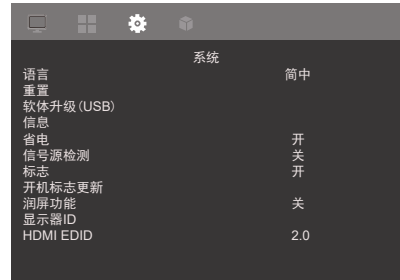 系统
语言 简中
重置
软体升级(USB)
信息
省电 开
信号源检测 关
标志 开
开机标志更新
润屏功能 关
显示器ID
HDMI EDID 2.0